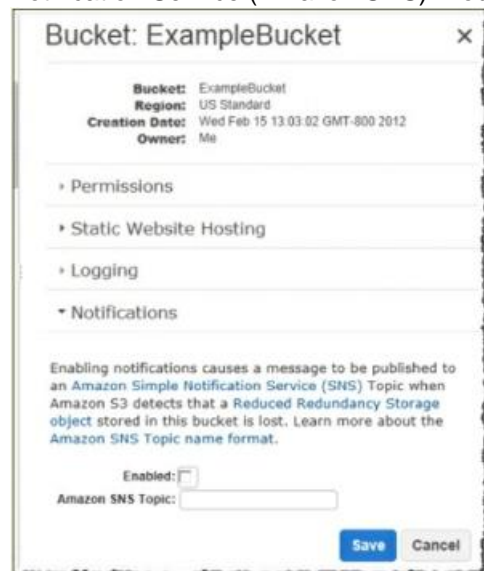 Bucket: ExampleBucket ×
Bucket: ExampleBucket
Region: US Standard
Creation Date: Wed Feb 15 13:03:02 GMT-800 2012
Owner: Me
Permissions
Static Website Hosting
Logging
Notifications
Enabling notifications causes a message to be published to
an Amazon Simple Notification Service (SNS) Topic when
Amazon S3 detects that a Reduced Redundancy Storage
object stored in this bucket is lost. Learn more about the
Amazon SNS Topic name format.
Enabled:
Amazon SNS Topic:
Save Cancel